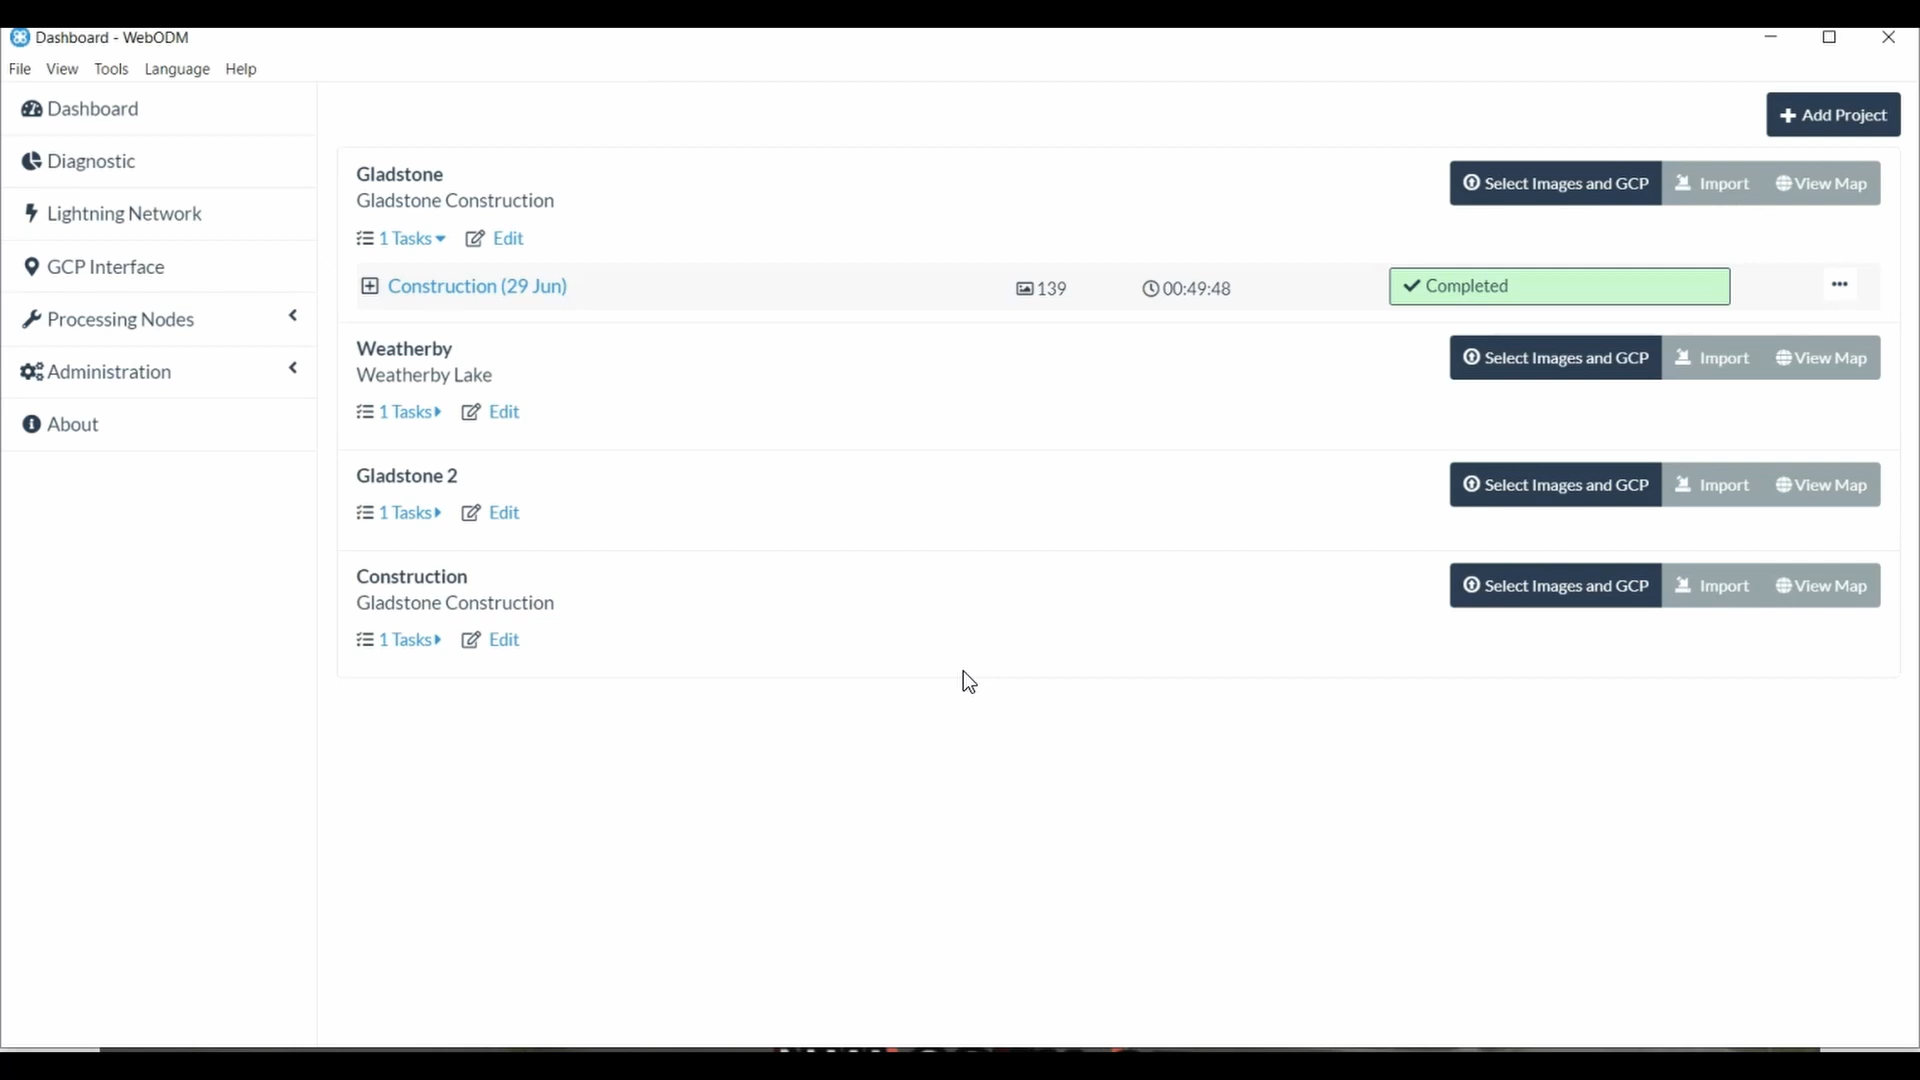 Dashboard - WebODM
File View Tools Language Help
Dashboard
Diagnostic
Lightning Network
GCP Interface
Processing Nodes
Administration
About
Add Project
Gladstone
Gladstone Construction
Select Images and GCP Import View Map
1 Tasks Edit
Construction (29 Jun) 139 00:49:48 Completed
Weatherby
Weatherby Lake
Select Images and GCP Import View Map
1 Tasks Edit
Gladstone 2
Select Images and GCP Import View Map
1 Tasks Edit
Construction
Gladstone Construction
Select Images and GCP Import View Map
1 Tasks Edit